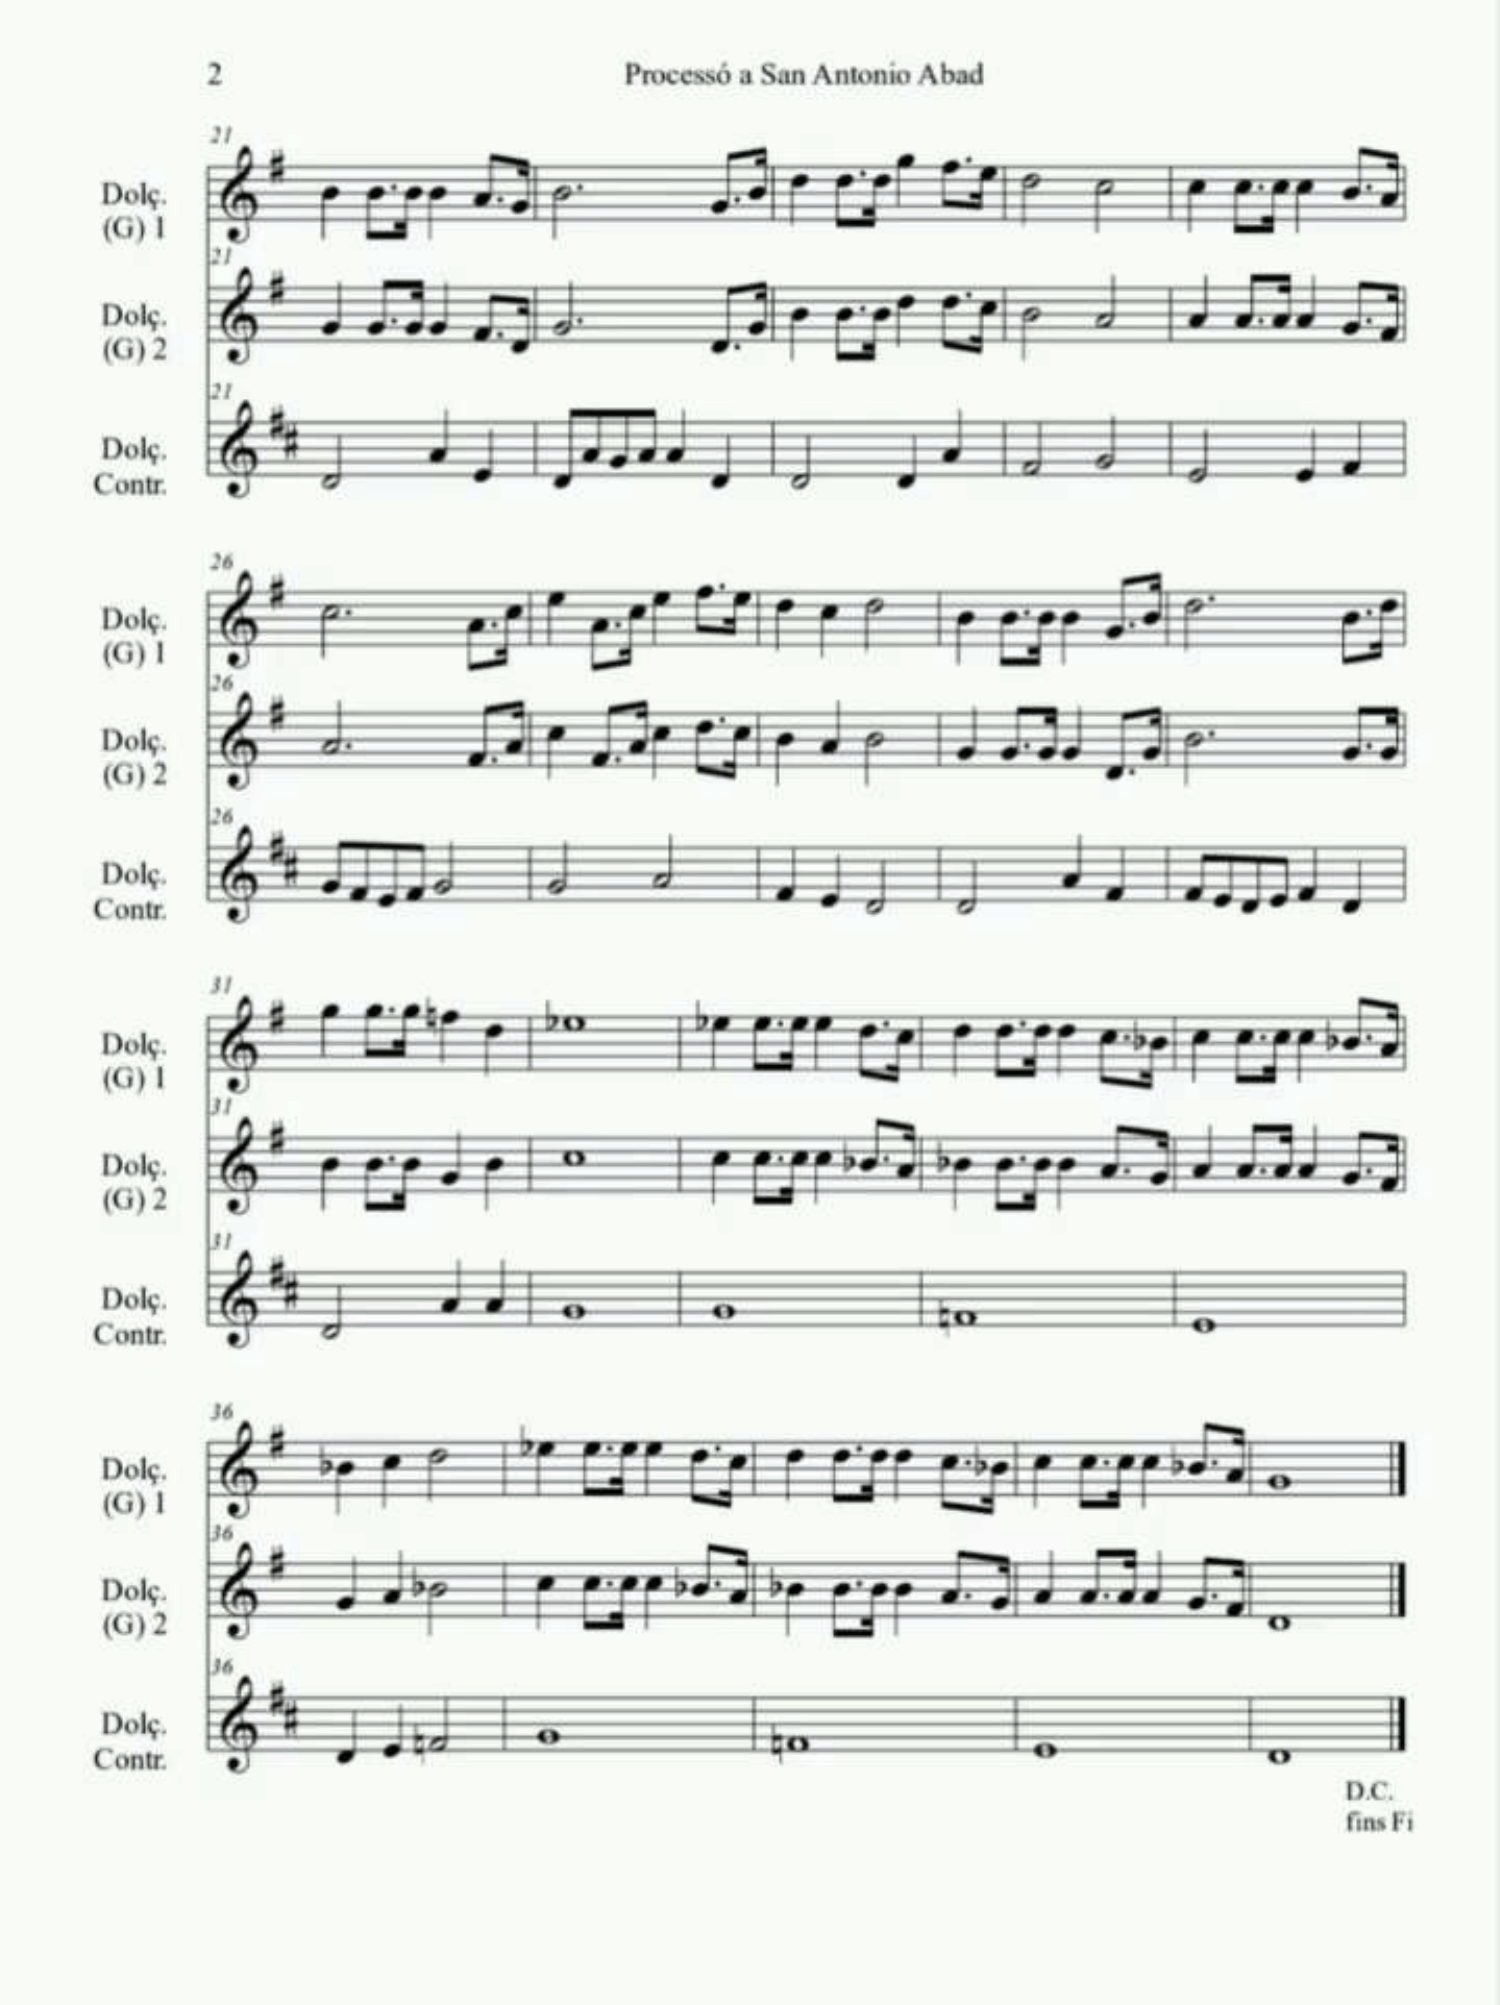 2
Processó a San Antonio Abad
21
Dolç.
(G) 1
21
Dolç.
(G) 2
21
Dolç.
Contr.
26
Dolç.
(G) 1
26
Dolç.
(G) 2
26
Dolç.
Contr.
31
Dolç.
(G) 1
31
Dolç.
(G) 2
31
Dolç.
Contr.
36
Dolç.
(G) 1
36
Dolç.
(G) 2
36
Dolç.
Contr.
D.C.
fins Fi